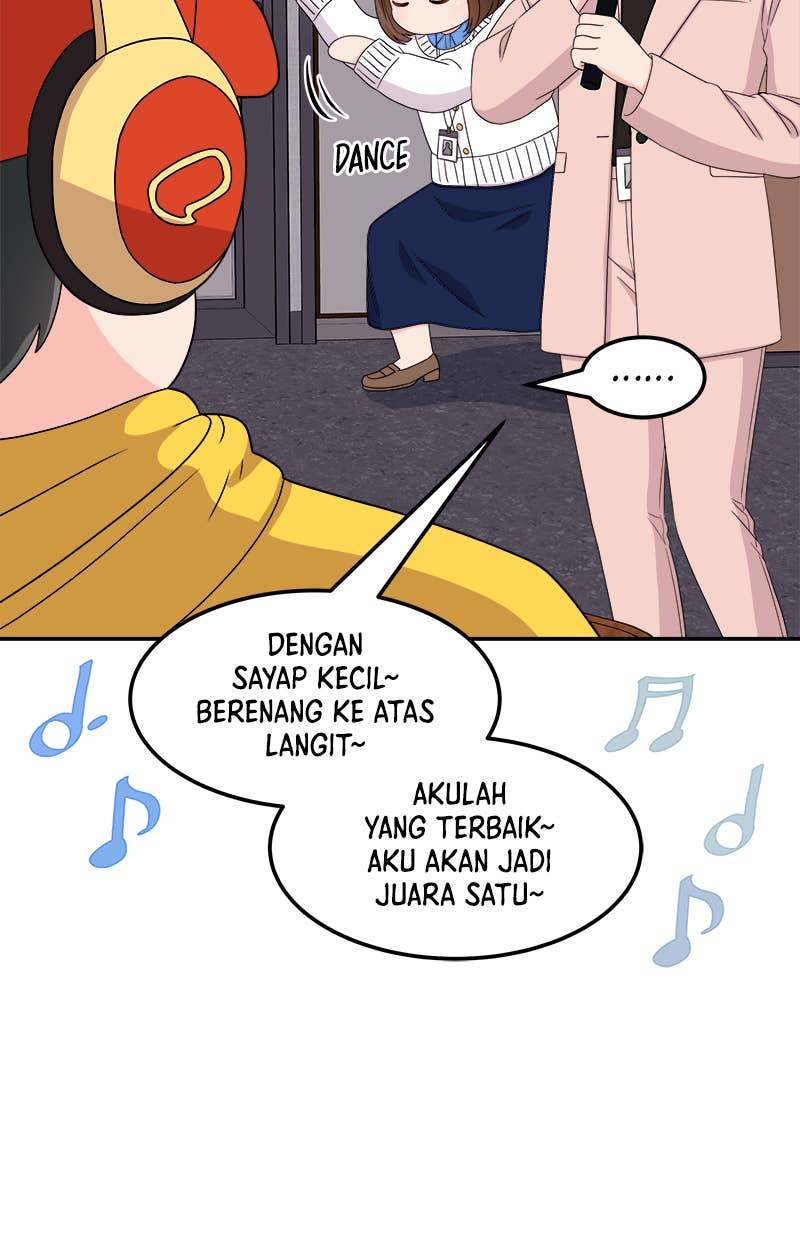 DANCE
......
DENGAN
SAYAP KECIL~
BERENANG KE ATAS
LANGIT~
AKULAH
YANG TERBAIK~
AKU AKAN JADI
JUARA SATU~